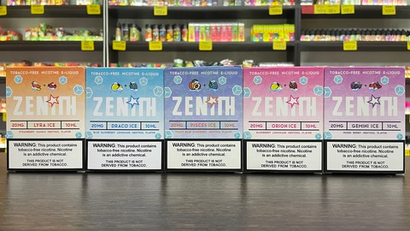 TOBACCO-FREE NICOTINE E-LIQUID
ZENITH
20MG LYRA ICE 10ML
WARNING: This product contains
tobacco-free nicotine. Nicotine
is an addictive chemical.
THIS PRODUCT IS NOT
DERIVED FROM TOBACCO.
TOBACCO-FREE NICOTINE E-LIQUID
ZENITH
20MG DRACO ICE 10ML
WARNING: This product contains
tobacco-free nicotine. Nicotine
is an addictive chemical.
THIS PRODUCT IS NOT
DERIVED FROM TOBACCO.
TOBACCO-FREE NICOTINE E-LIQUID
ZENITH
20MG PISCES ICE 10ML
WARNING: This product contains
tobacco-free nicotine. Nicotine
is an addictive chemical.
THIS PRODUCT IS NOT
DERIVED FROM TOBACCO.
TOBACCO-FREE NICOTINE E-LIQUID
ZENITH
20MG ORION ICE 10ML
WARNING: This product contains
tobacco-free nicotine. Nicotine
is an addictive chemical.
THIS PRODUCT IS NOT
DERIVED FROM TOBACCO.
TOBACCO-FREE NICOTINE E-LIQUID
ZENITH
20MG GEMINI ICE 10ML
WARNING: This product contains
tobacco-free nicotine. Nicotine
is an addictive chemical.
THIS PRODUCT IS NOT
DERIVED FROM TOBACCO.